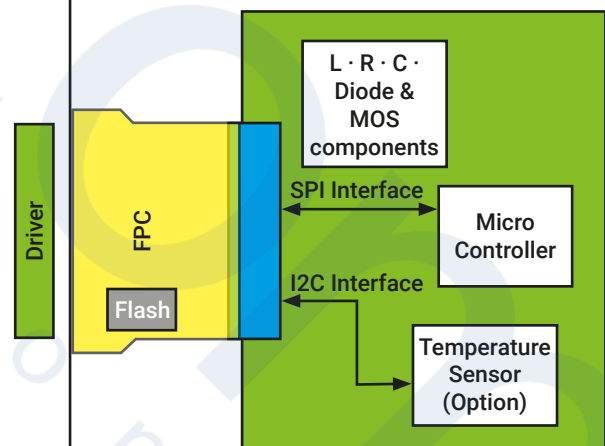 L · R · C ·
Diode &
MOS
components
SPI Interface
Micro
Controller
Driver
FPC
I2C Interface
Flash
Temperature
Sensor
(Option)